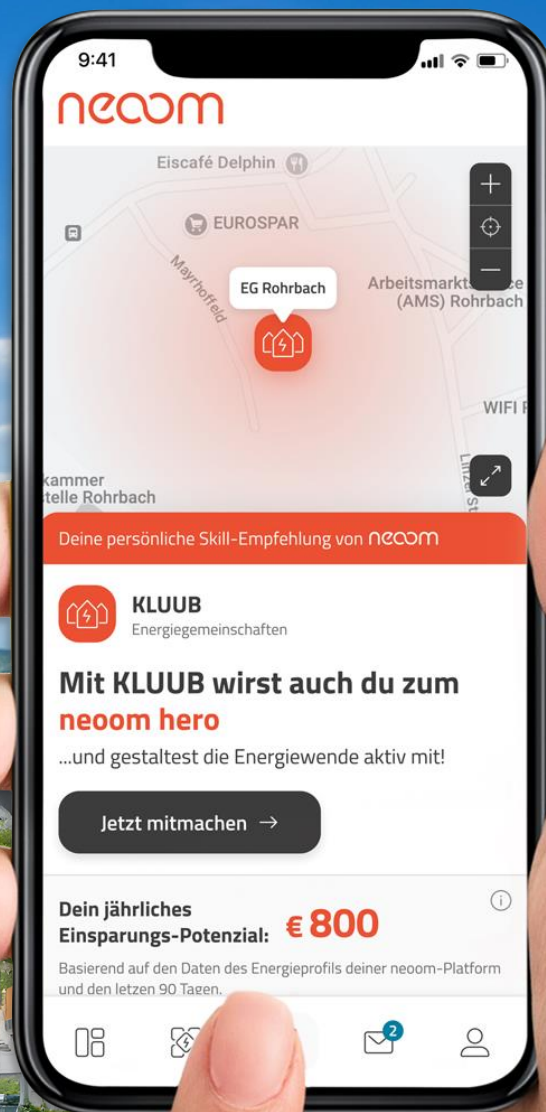 9:41
neoom
Eiscafé Delphin
EUROSPAR
Mayrhoffeld
EG Rohrbach
(AMS) Rohrbach
WIFI
kammer
telle Rohrbach
Deine persönliche Skill-Empfehlung von neoom
KLUUB
Energiegemeinschaften
Mit KLUUB wirst auch du zum
neoom hero
...und gestaltest die Energiewende aktiv mit!
Jetzt mitmachen →
Dein jährliches
Einsparungs-Potenzial: € 800
Basierend auf den Daten des Energieprofils deiner neoom-Platform
und den letzen 90 Tagen.
2